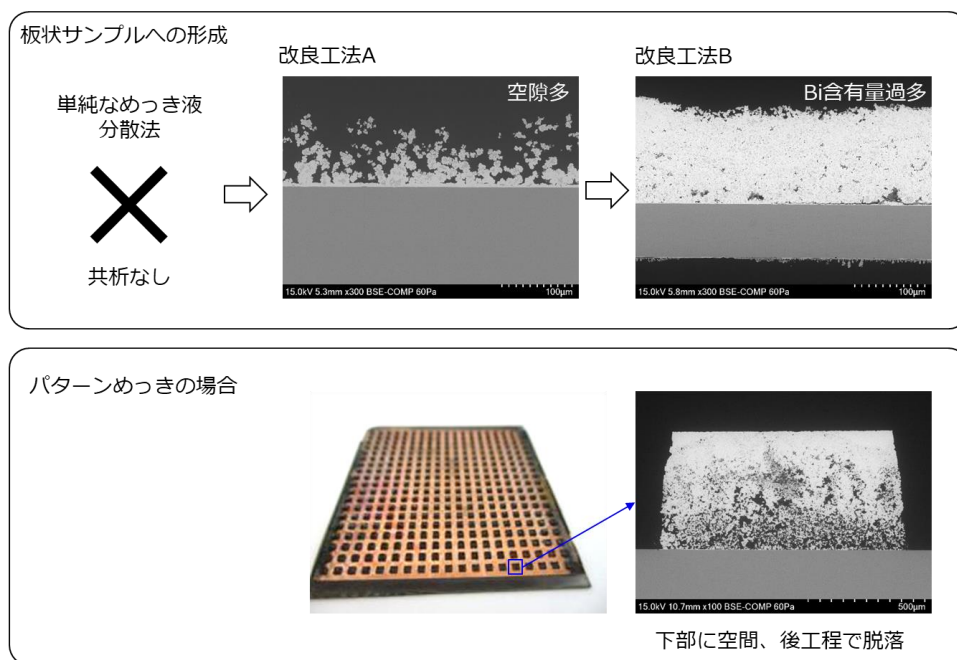 板状サンプルへの形成
単純なめっき液
分散法
共析なし
改良工法A
空隙多
15.0kV 5.3mm x300 BSE-COMP 60Pa
100μm
改良工法B
Bi含有量過多
15.0kV 5.8mm x300 BSE-COMP 60Pa
100μm
パターンめっきの場合
15.0kV 10.7mm x100 BSE-COMP 60Pa
500μm
下部に空間、後工程で脱落